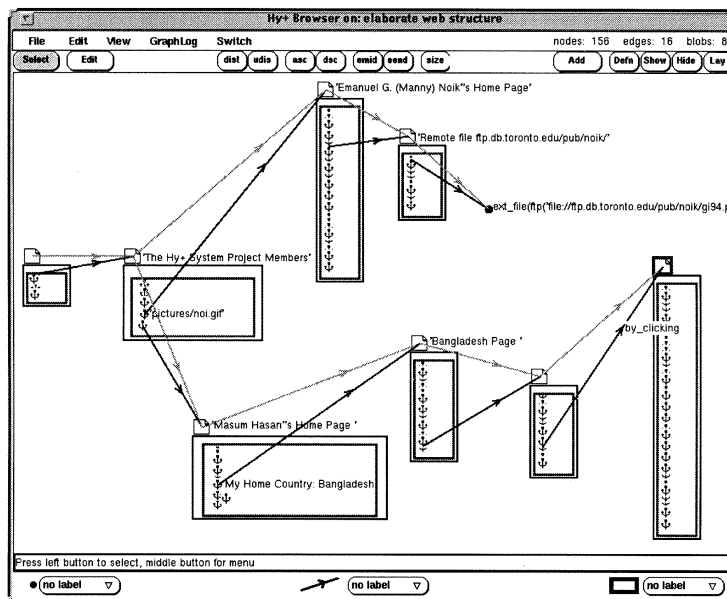 Hy+ Browser on: elaborate web structure
File Edit View GraphLog Switch nodes: 156 edges: 16 blobs: 8
Select Edit dist udis asc dsc emid eend size Add Defn Show Hide Lay
'Emanuel G. (Manny) Noik''s Home Page'
'Remote file ftp.db.toronto.edu/pub/noik/'
ext_file(ftp('file://ftp.db.toronto.edu/pub/noik/gi94.p
'The Hy+ System Project Members'
'pictures/noi.gif'
by_clicking
'Bangladesh Page '
'Masum Hasan''s Home Page '
My Home Country: Bangladesh
Press left button to select, middle button for menu
no label no label no label